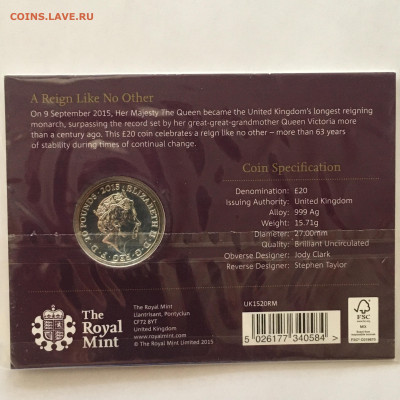 COINS.LAVE.RU
A Reign Like No Other
On 9 September 2015, Her Majesty The Queen became the United Kingdom's longest reigning
monarch, surpassing the record set by her great-great-grandmother Queen Victoria more
than a century ago. This £20 coin celebrates a reign like no other – more than 63 years
of stability during times of continual change.
Coin Specification
Denomination: £20
Issuing Authority: United Kingdom
Alloy: 999 Ag
Weight: 15.71g
Diameter: 27.00mm
Quality: Brilliant Uncirculated
Obverse Designer: Jody Clark
Reverse Designer: Stephen Taylor
20 POUNDS · 2015 · ELIZABETH II
The
Royal
Mint
The Royal Mint
Llantrisant, Pontyclun
CF72 8YT
United Kingdom
royalmint.com
© The Royal Mint Limited 2015
UK1520RM
5 026177 340584 >
FSC